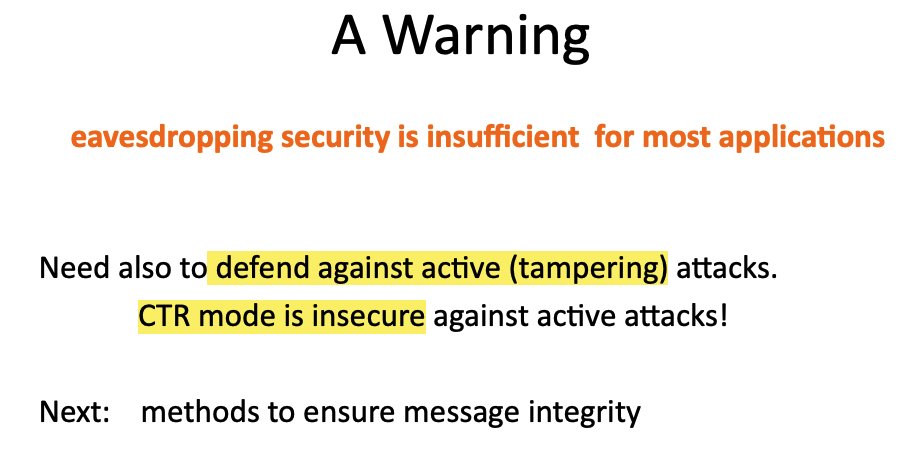 A Warning
eavesdropping security is insufficient for most applications
Need also to defend against active (tampering) attacks.
CTR mode is insecure against active attacks!
Next: methods to ensure message integrity